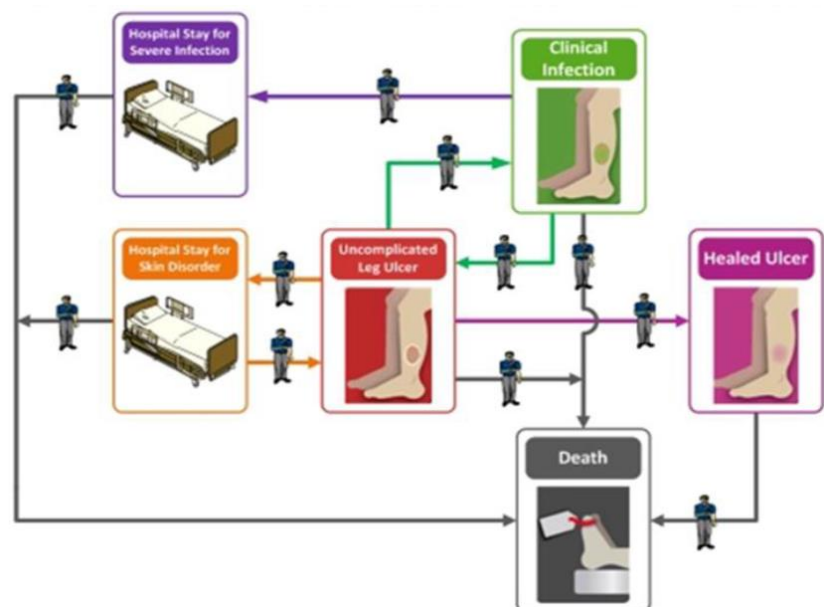 Hospital Stay for
Severe Infection
Clinical
Infection
Hospital Stay for
Skin Disorder
Uncomplicated
Leg Ulcer
Healed Ulcer
Death